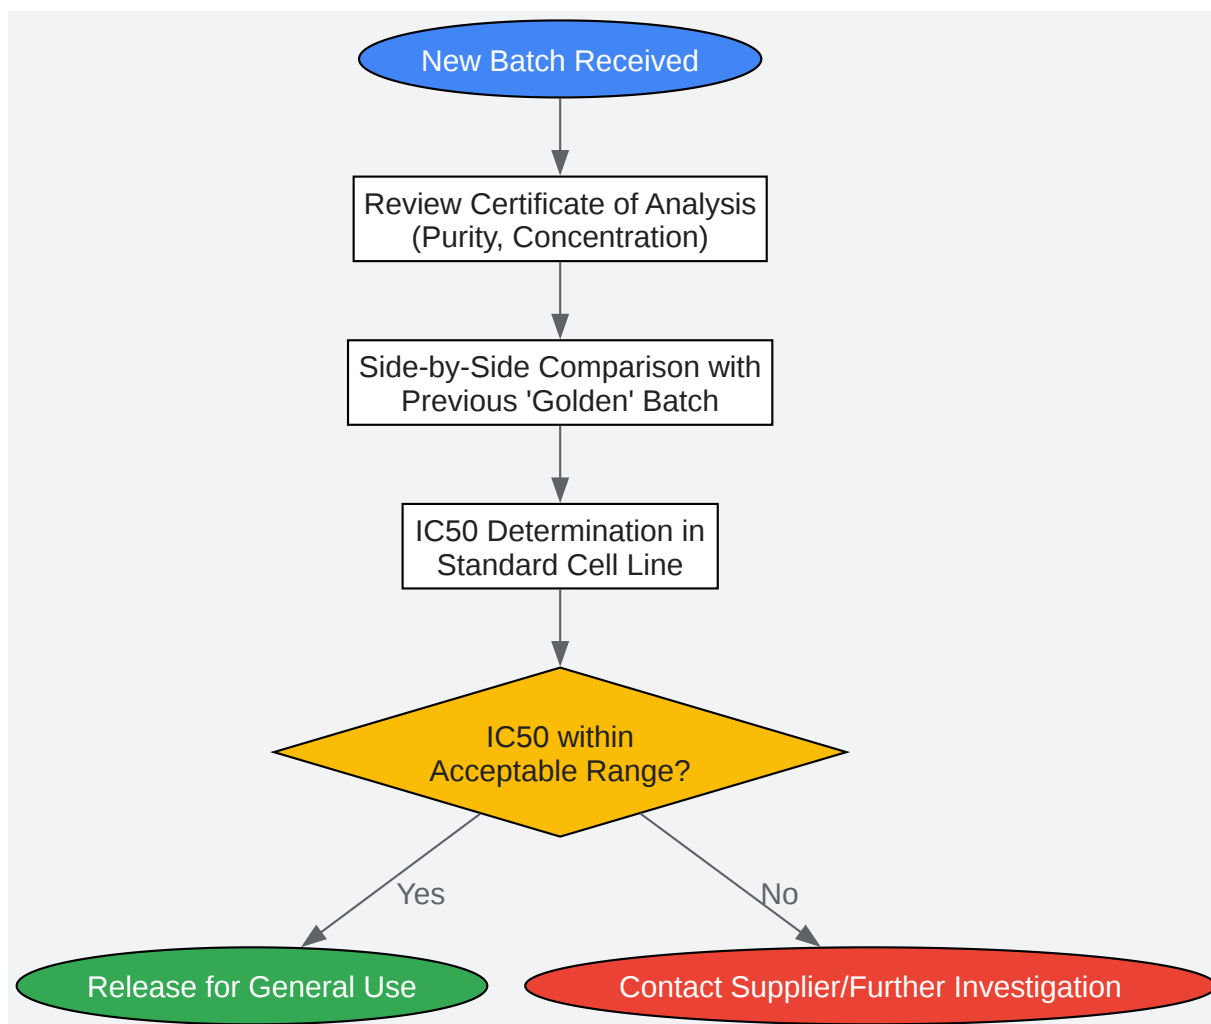 New Batch Received
Review Certificate of Analysis
(Purity, Concentration)
Side-by-Side Comparison with
Previous 'Golden' Batch
IC50 Determination in
Standard Cell Line
IC50 within
Acceptable Range?
Yes
No
Release for General Use
Contact Supplier/Further Investigation